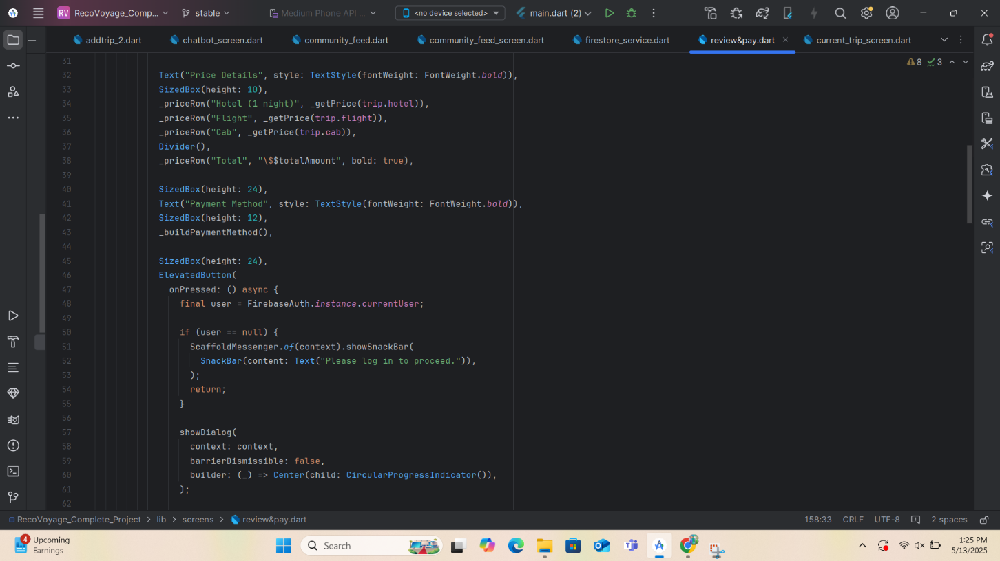 RV RecoVoyage_Comp... stable Medium Phone API ... <no device selected> main.dart (2)
addtrip_2.dart chatbot_screen.dart community_feed.dart community_feed_screen.dart firestore_service.dart review&pay.dart current_trip_screen.dart
8 3
31
32 Text("Price Details", style: TextStyle(fontWeight: FontWeight.bold)),
33 SizedBox(height: 10),
34 _priceRow("Hotel (1 night)", _getPrice(trip.hotel)),
35 _priceRow("Flight", _getPrice(trip.flight)),
36 _priceRow("Cab", _getPrice(trip.cab)),
37 Divider(),
38 _priceRow("Total", "\$$totalAmount", bold: true),
39
40 SizedBox(height: 24),
41 Text("Payment Method", style: TextStyle(fontWeight: FontWeight.bold)),
42 SizedBox(height: 12),
43 _buildPaymentMethod(),
44
45 SizedBox(height: 24),
46 ElevatedButton(
47 onPressed: () async {
48 final user = FirebaseAuth.instance.currentUser;
49
50 if (user == null) {
51 ScaffoldMessenger.of(context).showSnackBar(
52 SnackBar(content: Text("Please log in to proceed.")),
53 );
54 return;
55 }
56
57 showDialog(
58 context: context,
59 barrierDismissible: false,
60 builder: (_) => Center(child: CircularProgressIndicator()),
61 );
62
RecoVoyage_Complete_Project > lib > screens > review&pay.dart 158:33 CRLF UTF-8 2 spaces
4 Upcoming
Earnings
Search
1:25 PM
5/13/2025